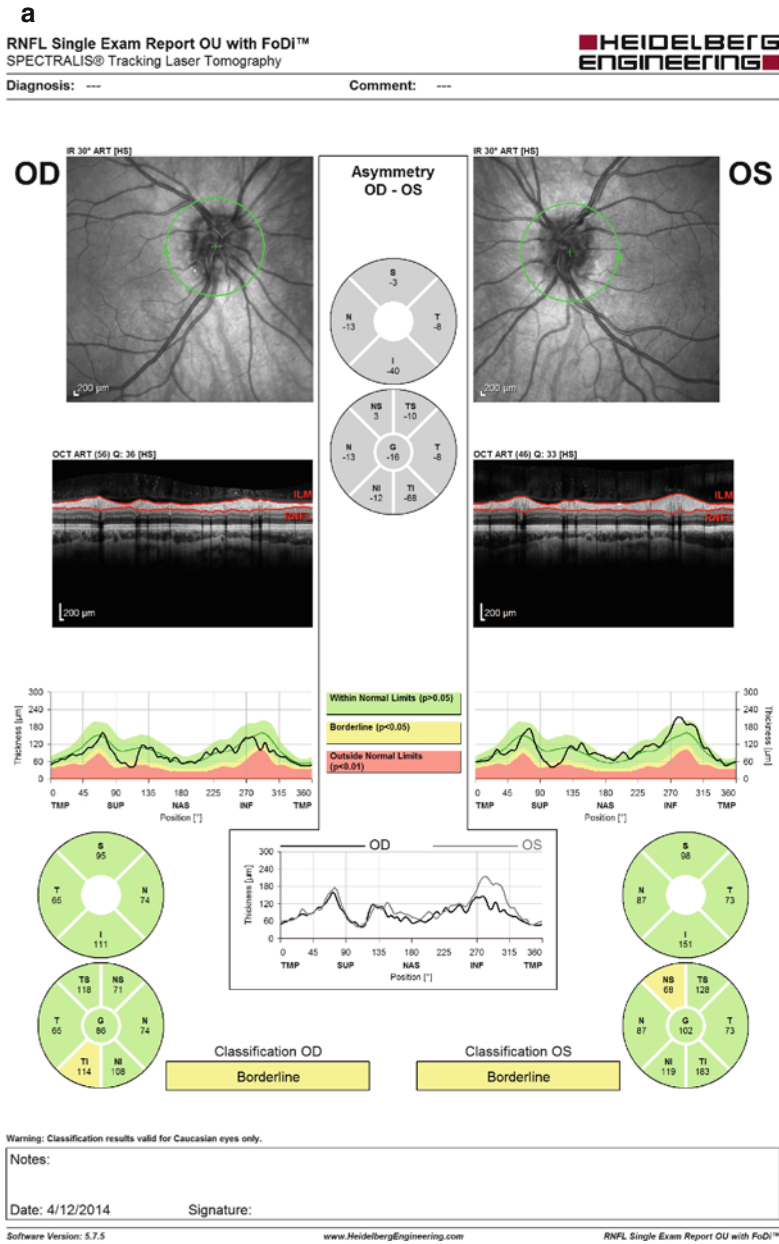 a
RNFL Single Exam Report OU with FoDi™
SPECTRALIS® Tracking Laser Tomography
HEIDELBERG
ENGINEERING
Diagnosis: ---
Comment: ---
IR 30° ART [HS]
OD
200 µm
Asymmetry
OD - OS
IR 30° ART [HS]
OS
200 µm
S
-3
N
-13
T
-8
I
-40
NS
3
TS
-10
N
-13
G
-16
T
-8
NI
-12
TI
-68
OCT ART (56) Q: 36 [HS]
ILM
RNFL
200 µm
OCT ART (46) Q: 33 [HS]
ILM
RNFL
200 µm
Thickness [µm]
300
240
180
120
60
0
0 45 90 135 180 225 270 315 360
TMP SUP NAS INF TMP
Position [°]
Within Normal Limits (p>0.05)
Borderline (p<0.05)
Outside Normal Limits
(p<0.01)
300
240
180
120
60
0
Thickness [µm]
0 45 90 135 180 225 270 315 360
TMP SUP NAS INF TMP
Position [°]
S
95
T
65
N
74
I
111
TS
118
NS
71
T
65
G
86
N
74
TI
114
NI
108
OD
OS
Thickness [µm]
300
240
180
120
60
0
0 45 90 135 180 225 270 315 360
TMP SUP NAS INF TMP
Position [°]
S
98
N
87
T
73
I
151
NS
68
TS
128
N
87
G
102
T
73
NI
119
TI
183
Classification OD
Borderline
Classification OS
Borderline
Warning: Classification results valid for Caucasian eyes only.
Notes:
Date: 4/12/2014
Signature:
Software Version: 5.7.5
www.HeidelbergEngineering.com
RNFL Single Exam Report OU with FoDi™